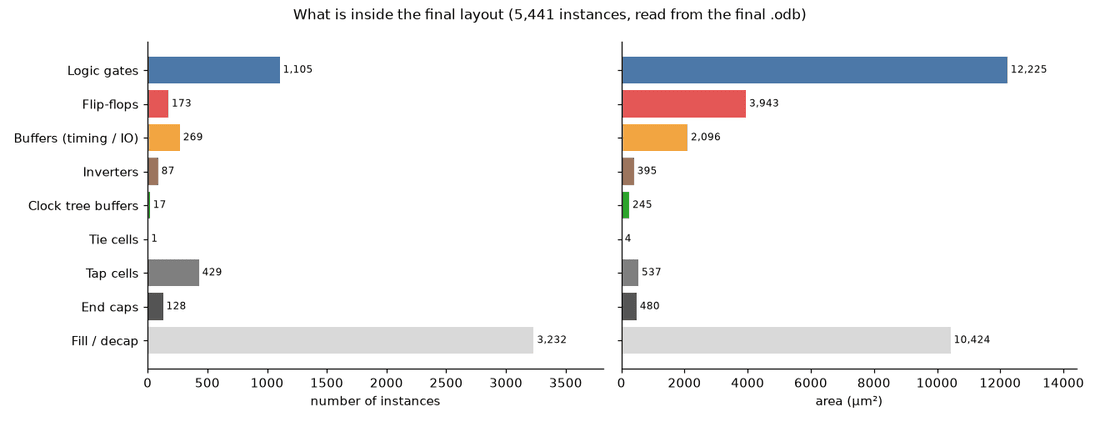 What is inside the final layout (5,441 instances, read from the final .odb)
Logic gates 1,105 12,225
Flip-flops 173 3,943
Buffers (timing / IO) 269 2,096
Inverters 87 395
Clock tree buffers 17 245
Tie cells 1 4
Tap cells 429 537
End caps 128 480
Fill / decap 3,232 10,424
0 500 1000 1500 2000 2500 3000 3500 0 2000 4000 6000 8000 10000 12000 14000
number of instances area (µm²)